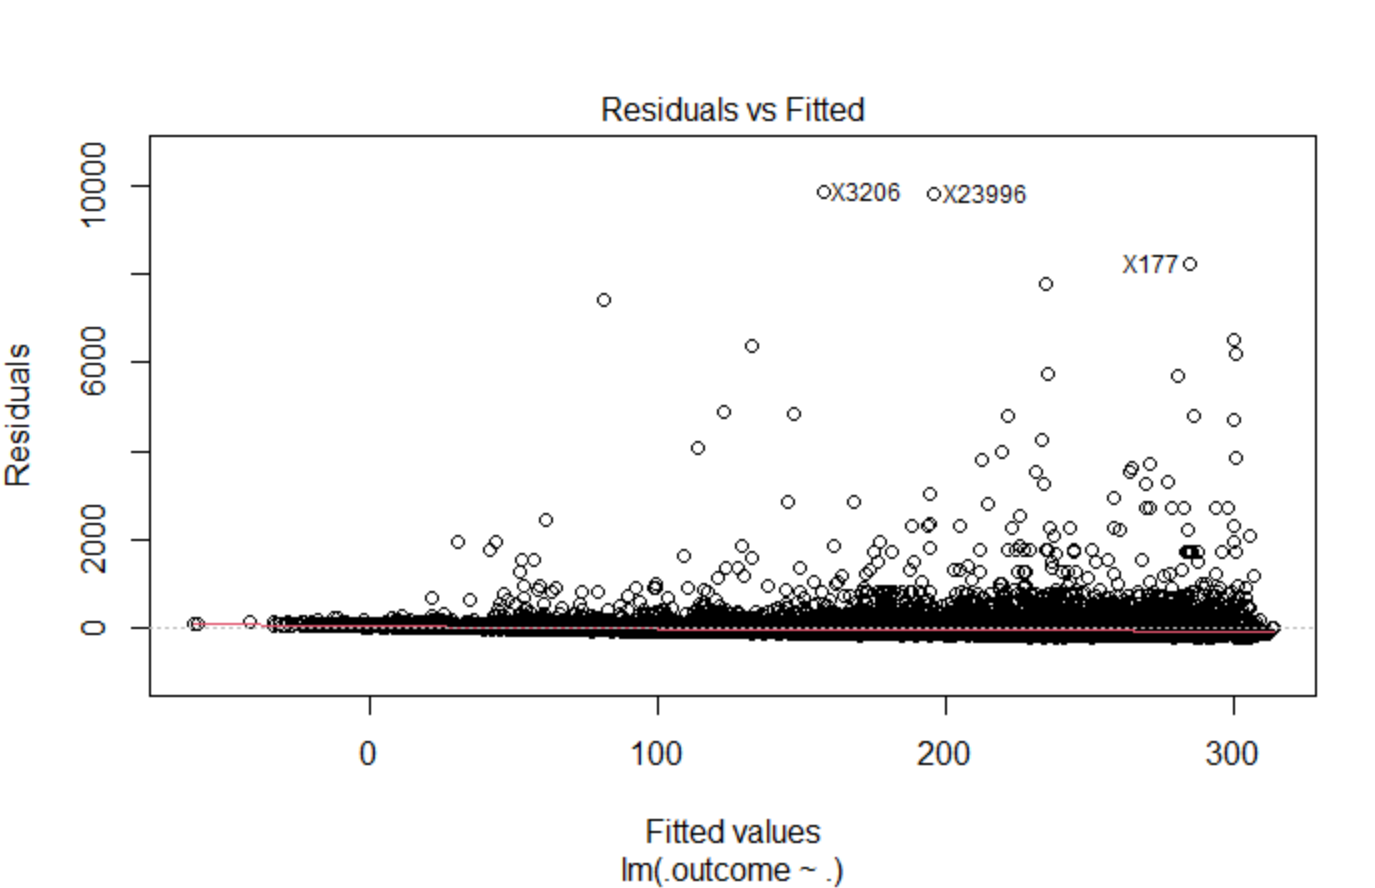 Residuals vs Fitted
10000
6000
2000
0
Residuals
X3206
X23996
X177
0
100
200
300
Fitted values
lm(.outcome ~ .)